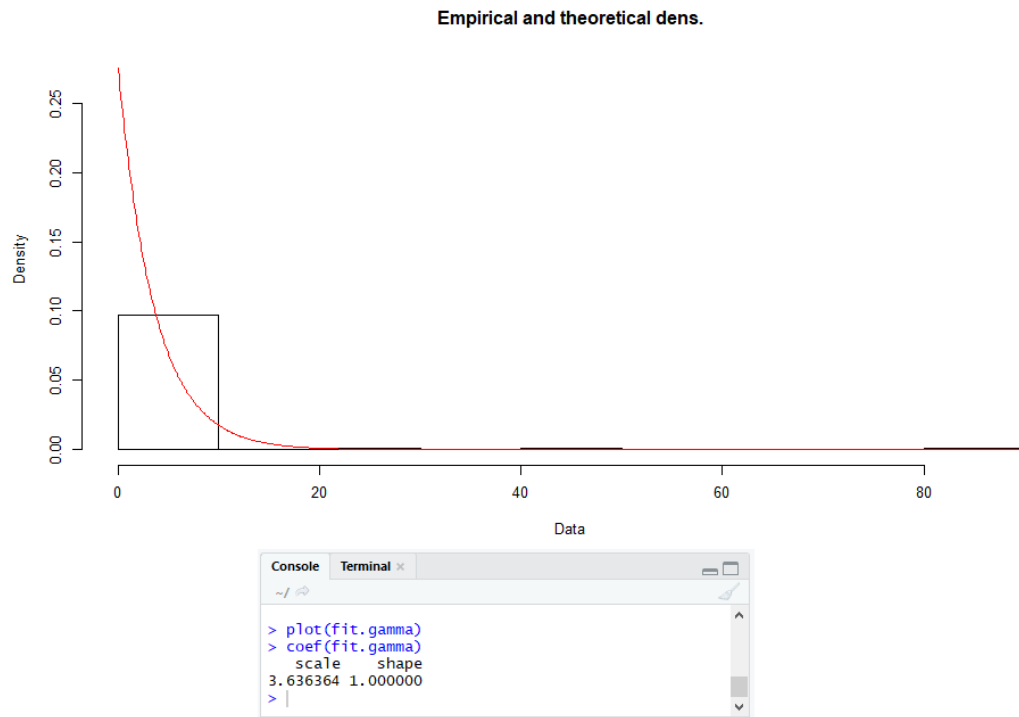 Empirical and theoretical dens.
Density
0.25
0.20
0.15
0.10
0.05
0.00
0 20 40 60 80
Data
Console Terminal ×
~/
> plot(fit.gamma)
> coef(fit.gamma)
scale shape
3.636364 1.000000
>